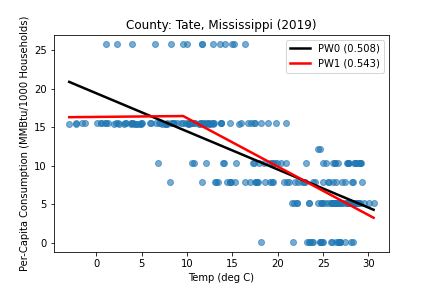 County: Tate, Mississippi (2019)
PW0 (0.508)
PW1 (0.543)
Per-Capita Consumption (MMBtu/1000 Households)
25
20
15
10
5
0
0 5 10 15 20 25 30
Temp (deg C)